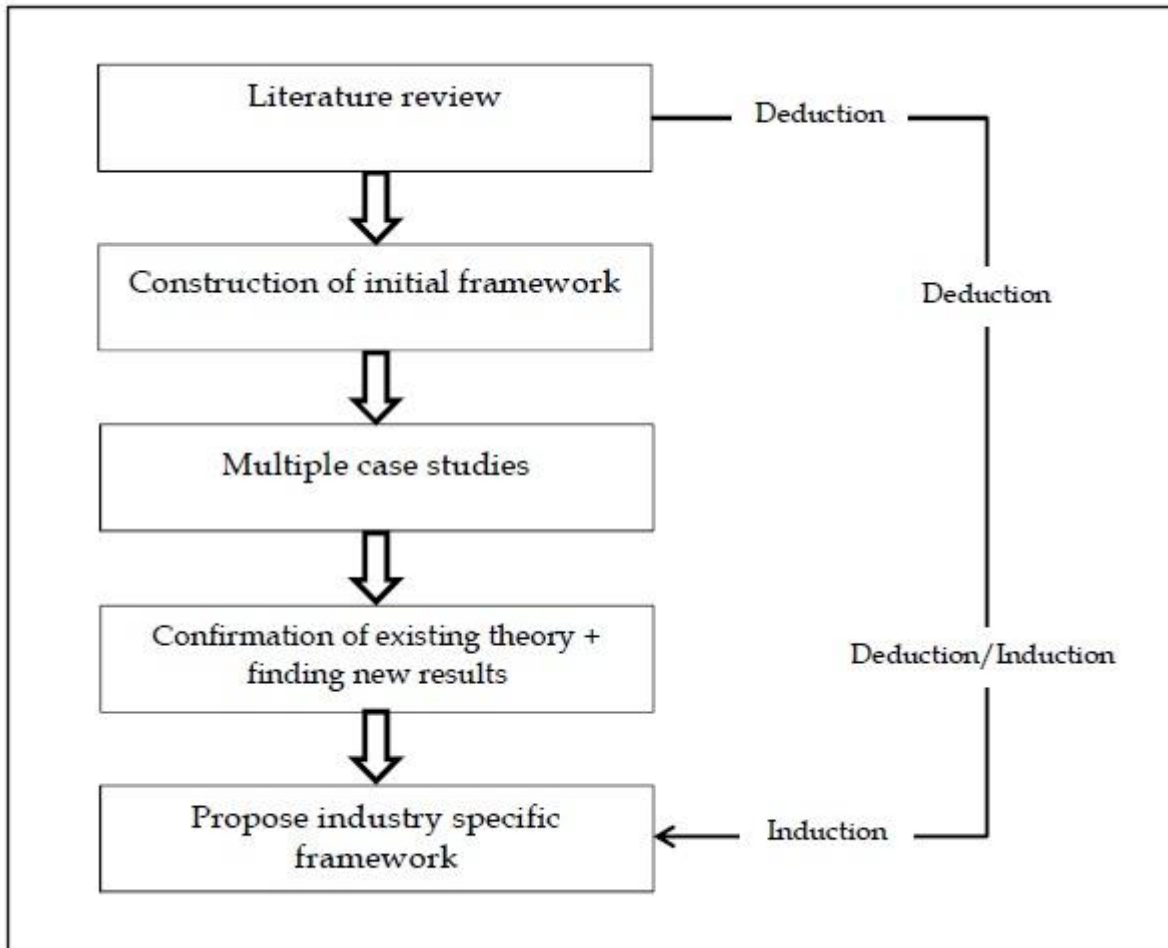 Literature review
Deduction
Construction of initial framework
Deduction
Multiple case studies
Confirmation of existing theory +
finding new results
Deduction/Induction
Propose industry specific
framework
Induction